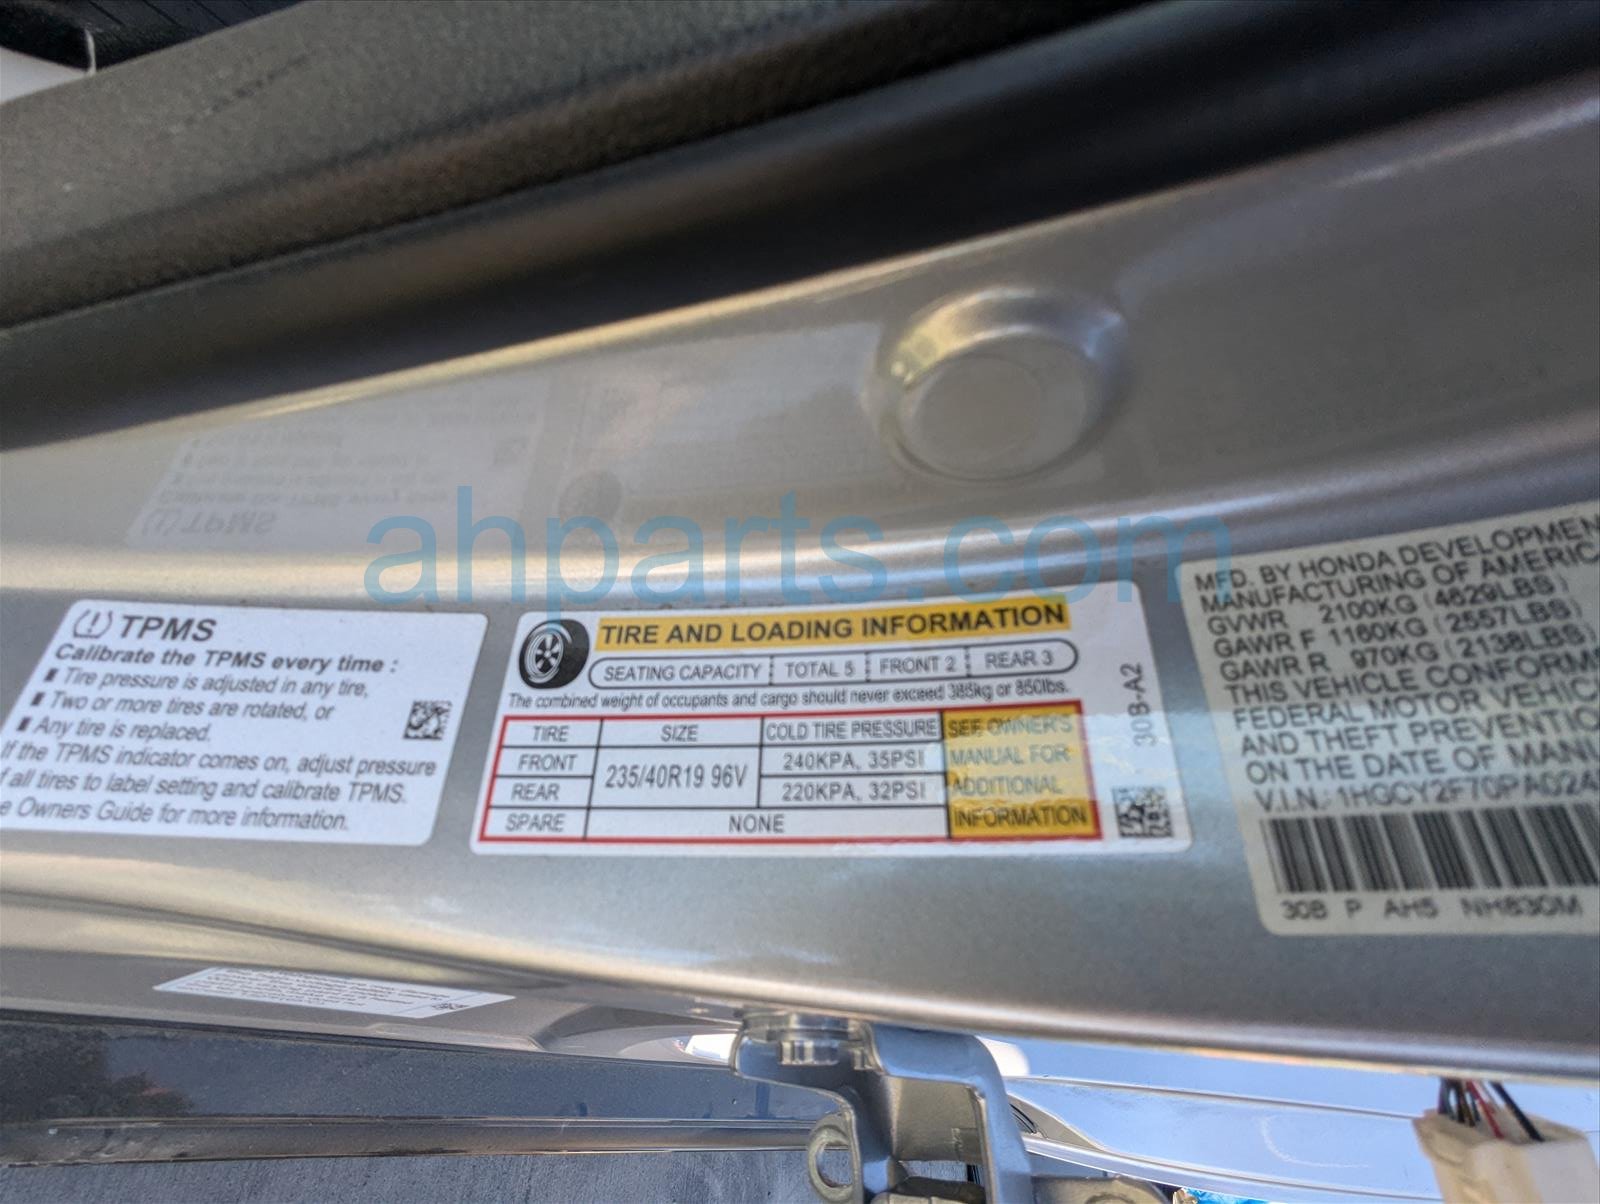 ahparts.com
TPMS
Calibrate the TPMS every time :
Tire pressure is adjusted in any tire,
Two or more tires are rotated, or
Any tire is replaced.
If the TPMS indicator comes on, adjust pressure
of all tires to label setting and calibrate TPMS.
Owners Guide for more information.
TIRE AND LOADING INFORMATION
SEATING CAPACITY TOTAL 5 FRONT 2 REAR 3
The combined weight of occupants and cargo should never exceed 385kg or 850lbs.
TIRE SIZE COLD TIRE PRESSURE SEE OWNER'S
FRONT 235/40R19 96V 240KPA, 35PSI MANUAL FOR
REAR 220KPA, 32PSI ADDITIONAL
SPARE NONE INFORMATION
30B-A2
MFD. BY HONDA DEVELOPMEN
MANUFACTURING OF AMERICA
GVWR 2100KG (4629LBS)
GAWR F 1160KG (2557LBS)
GAWR R 970KG (2138LBS)
THIS VEHICLE CONFORMS
FEDERAL MOTOR VEHIC
AND THEFT PREVENTIO
ON THE DATE OF MANU
V.I.N.: 1HGCY2F70PA024
30B P AH5 NH830M